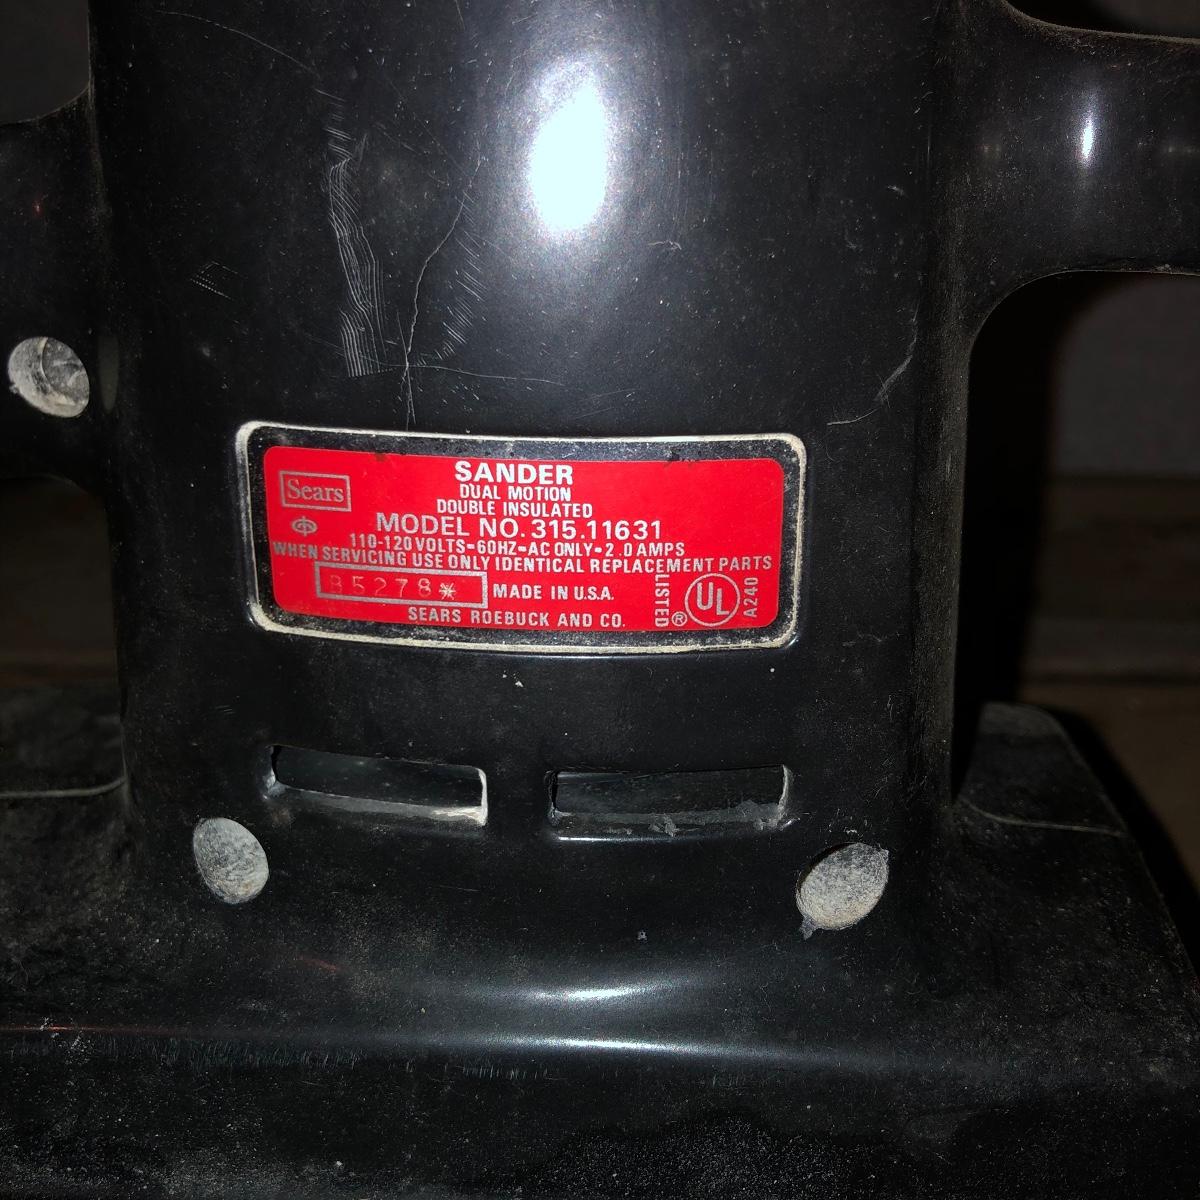 SANDER
Sears
DUAL MOTION
DOUBLE INSULATED
MODEL NO. 315.11631
110-120 VOLTS-60HZ-AC ONLY-2.0 AMPS
WHEN SERVICING USE ONLY IDENTICAL REPLACEMENT PARTS
B5278* MADE IN U.S.A.
SEARS ROEBUCK AND CO.
LISTED ® UL A240